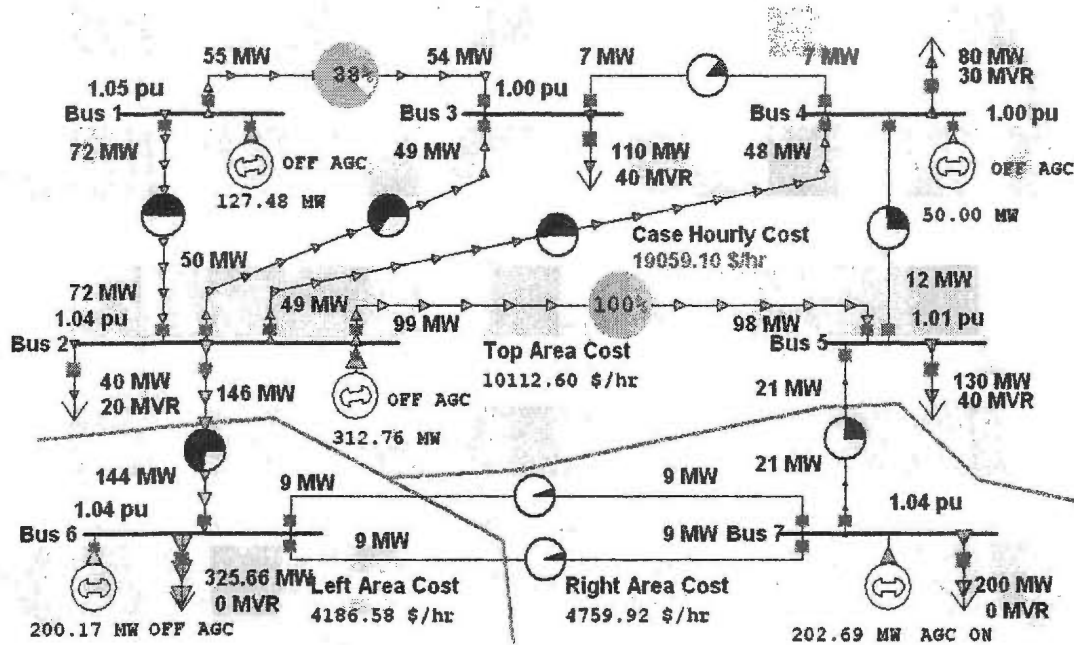 55 MW
38%
54 MW
7 MW
7 MW
80 MW
30 MVR
1.05 pu
1.00 pu
Bus 1
Bus 3
Bus 4
1.00 pu
72 MW
OFF AGC
127.48 MW
49 MW
110 MW
40 MVR
48 MW
OFF AGC
50.00 MW
Case Hourly Cost
19059.10 $/hr
50 MW
72 MW
49 MW
12 MW
1.04 pu
99 MW
100%
98 MW
1.01 pu
Bus 2
Top Area Cost
10112.60 $/hr
Bus 5
40 MW
20 MVR
146 MW
OFF AGC
312.76 MW
21 MW
130 MW
40 MVR
144 MW
21 MW
9 MW
9 MW
1.04 pu
1.04 pu
Bus 6
9 MW
9 MW
Bus 7
325.66 MW
0 MVR
Left Area Cost
4186.58 $/hr
Right Area Cost
4759.92 $/hr
200 MW
0 MVR
200.17 MW OFF AGC
202.69 MW AGC ON